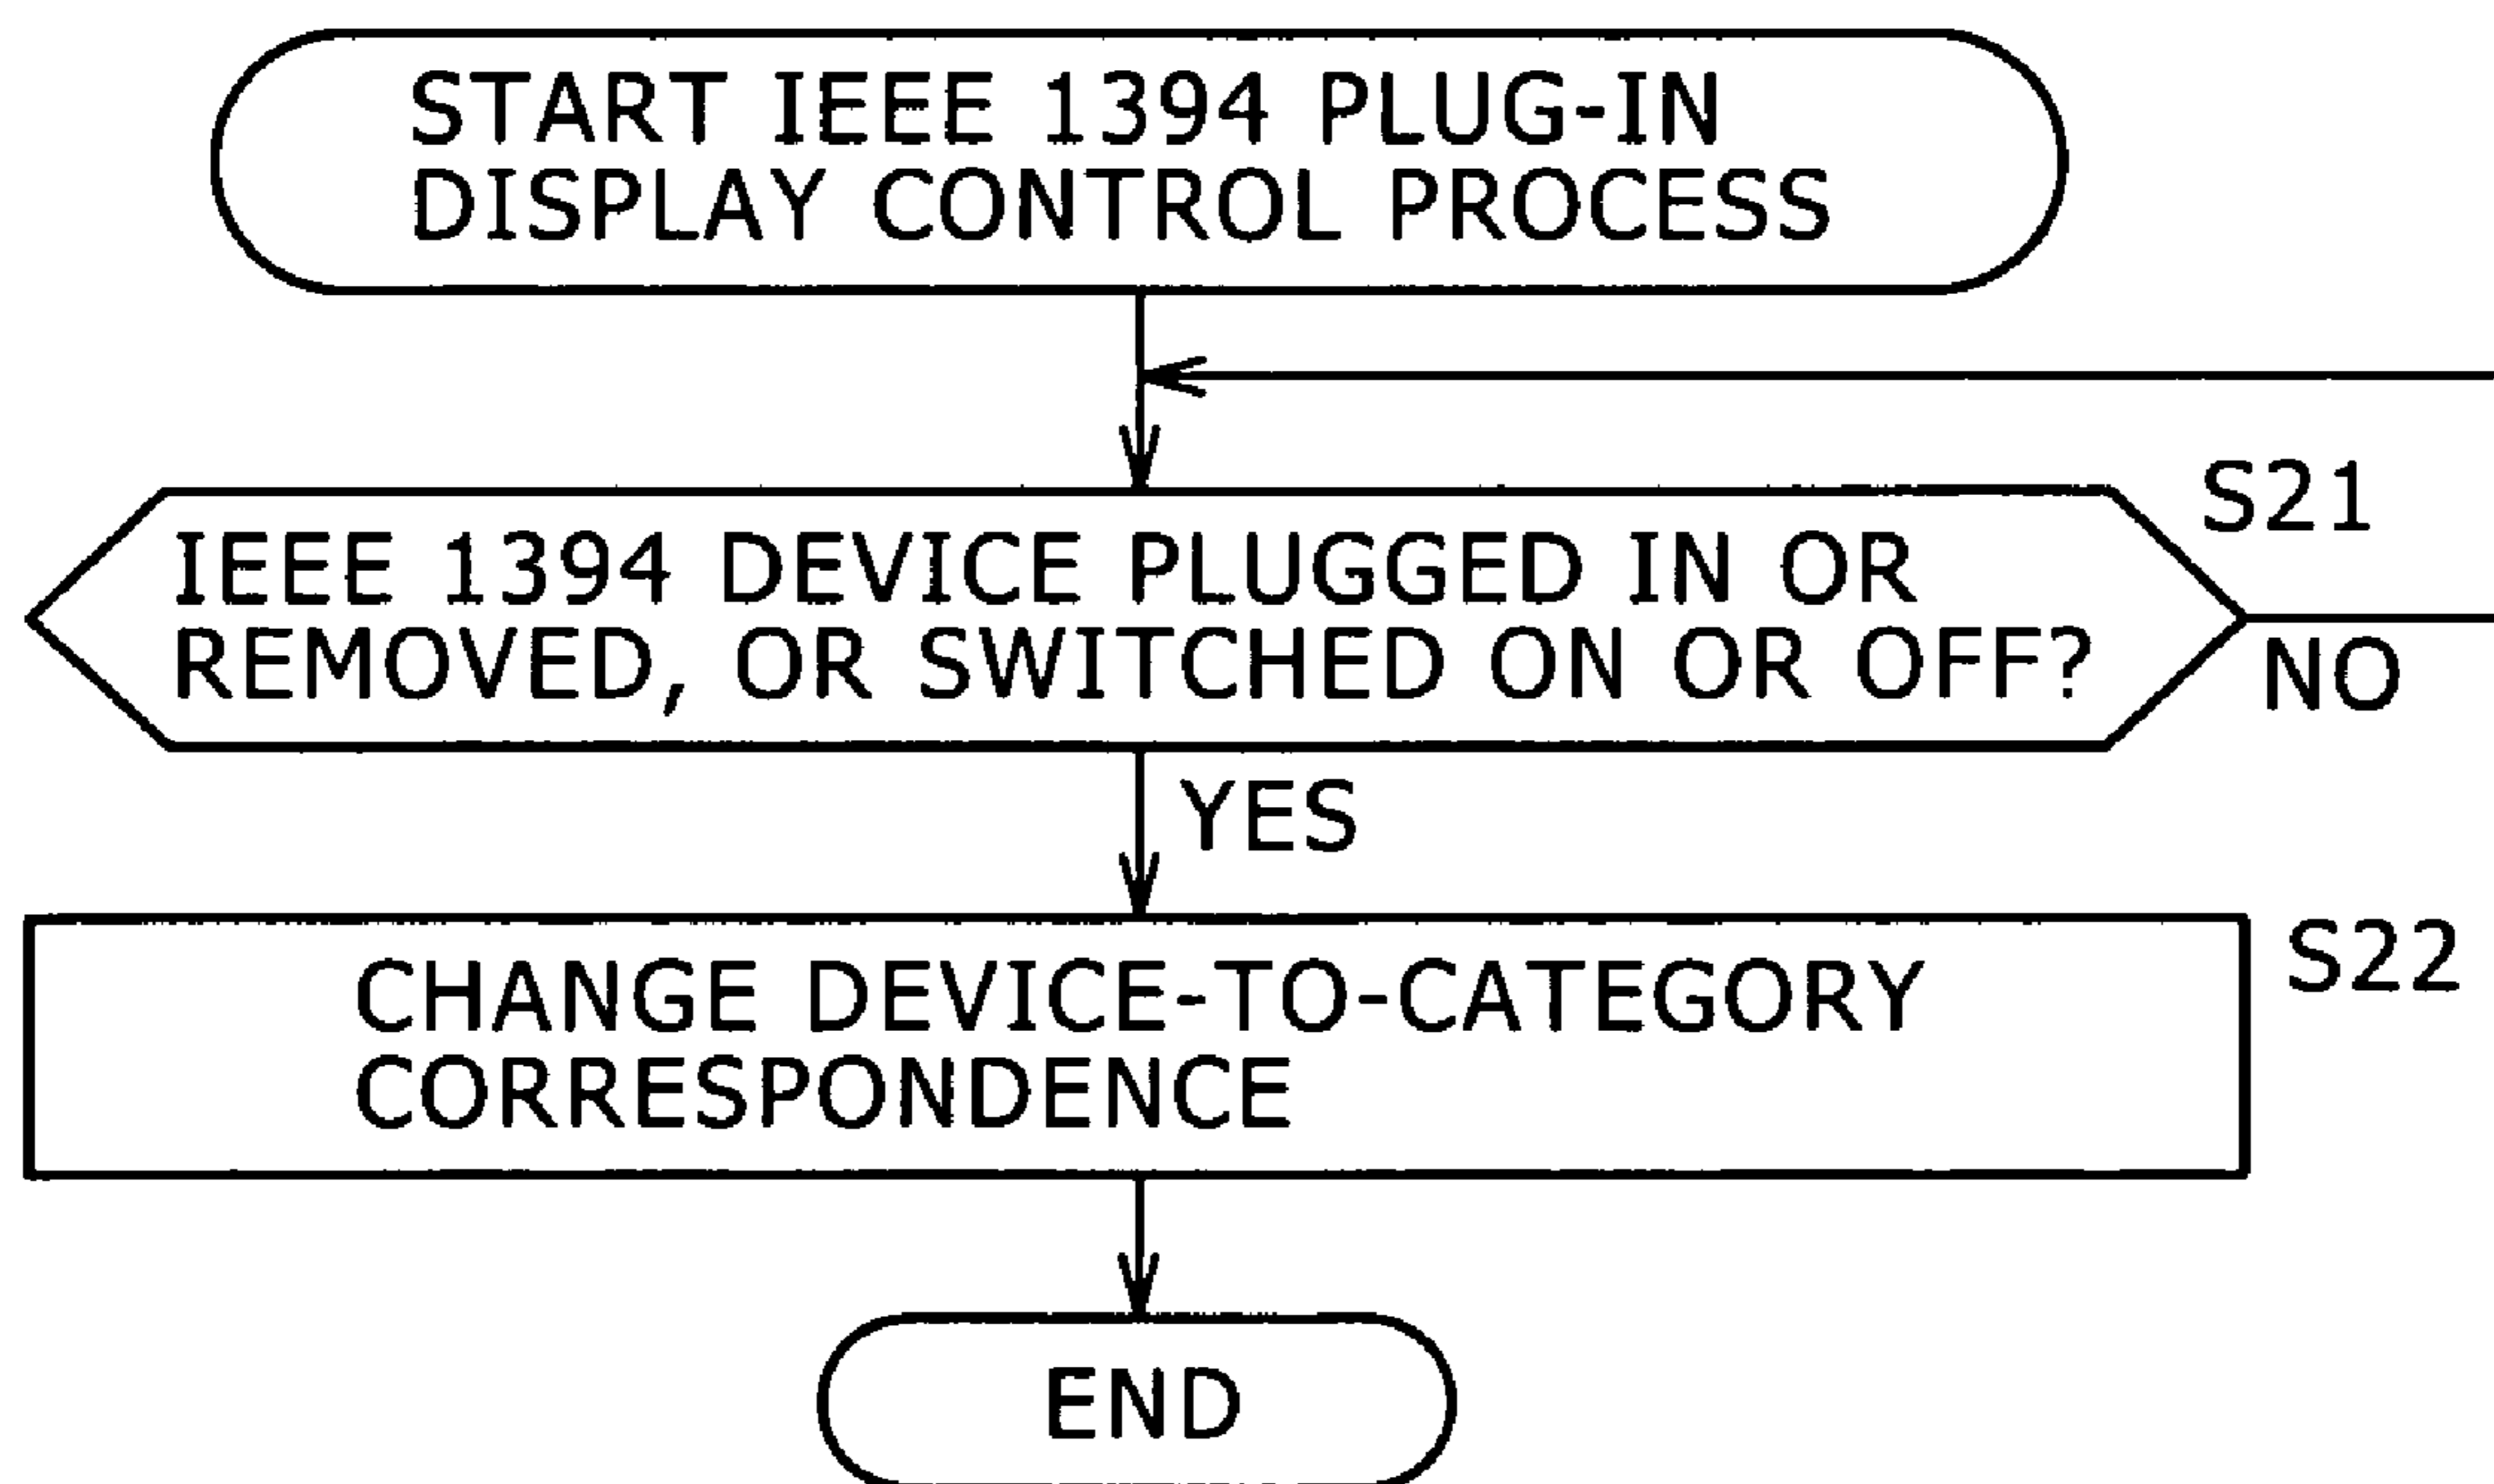 START IEEE 1394 PLUG-IN
DISPLAY CONTROL PROCESS
S21
IEEE 1394 DEVICE PLUGGED IN OR
REMOVED, OR SWITCHED ON OR OFF?
NO
YES
S22
CHANGE DEVICE-TO-CATEGORY
CORRESPONDENCE
END